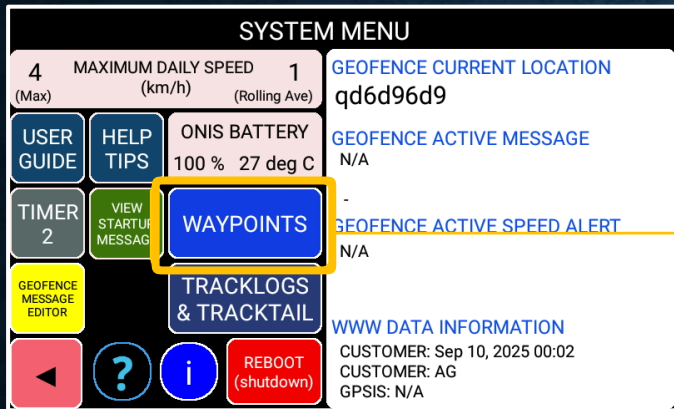 SYSTEM MENU
4 MAXIMUM DAILY SPEED 1
(Max) (km/h) (Rolling Ave)
USER GUIDE
HELP TIPS
ONIS BATTERY
100 % 27 deg C
TIMER 2
VIEW
STARTUP
MESSAGE
WAYPOINTS
GEOFENCE
MESSAGE
EDITOR
TRACKLOGS
& TRACKTAIL
?
i
REBOOT
(shutdown)
GEOFENCE CURRENT LOCATION
qd6d96d9
GEOFENCE ACTIVE MESSAGE
N/A
-
GEOFENCE ACTIVE SPEED ALERT
N/A
WWW DATA INFORMATION
CUSTOMER: Sep 10, 2025 00:02
CUSTOMER: AG
GPSIS: N/A